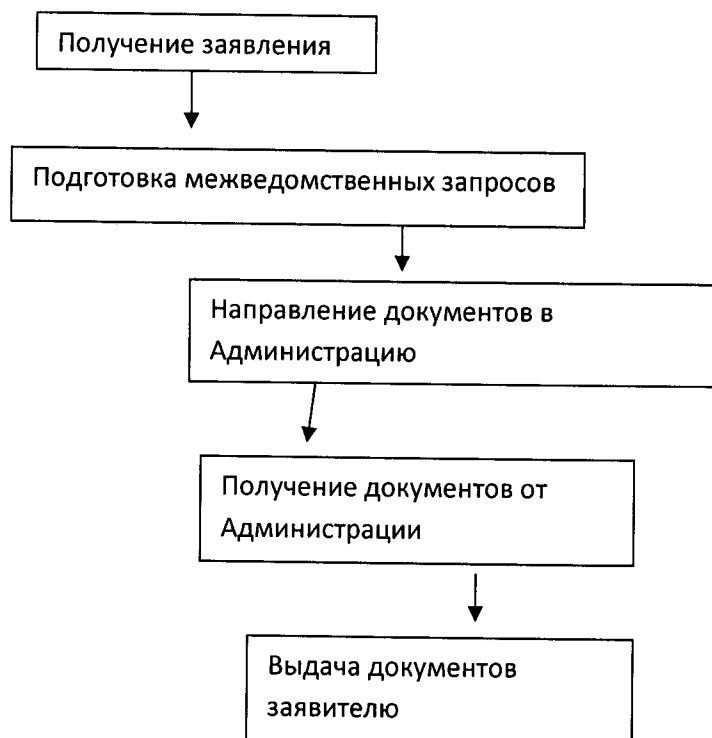 Получение заявления
Подготовка межведомственных запросов
Направление документов в
Администрацию
Получение документов от
Администрации
Выдача документов
заявителю